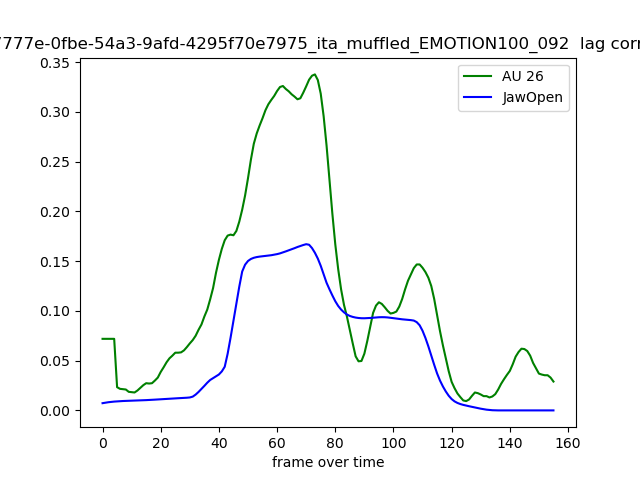 7777e-0fbe-54a3-9afd-4295f70e7975_ita_muffled_EMOTION100_092 lag corr
0.35
0.30
0.25
0.20
0.15
0.10
0.05
0.00
AU 26
JawOpen
0 20 40 60 80 100 120 140 160
frame over time